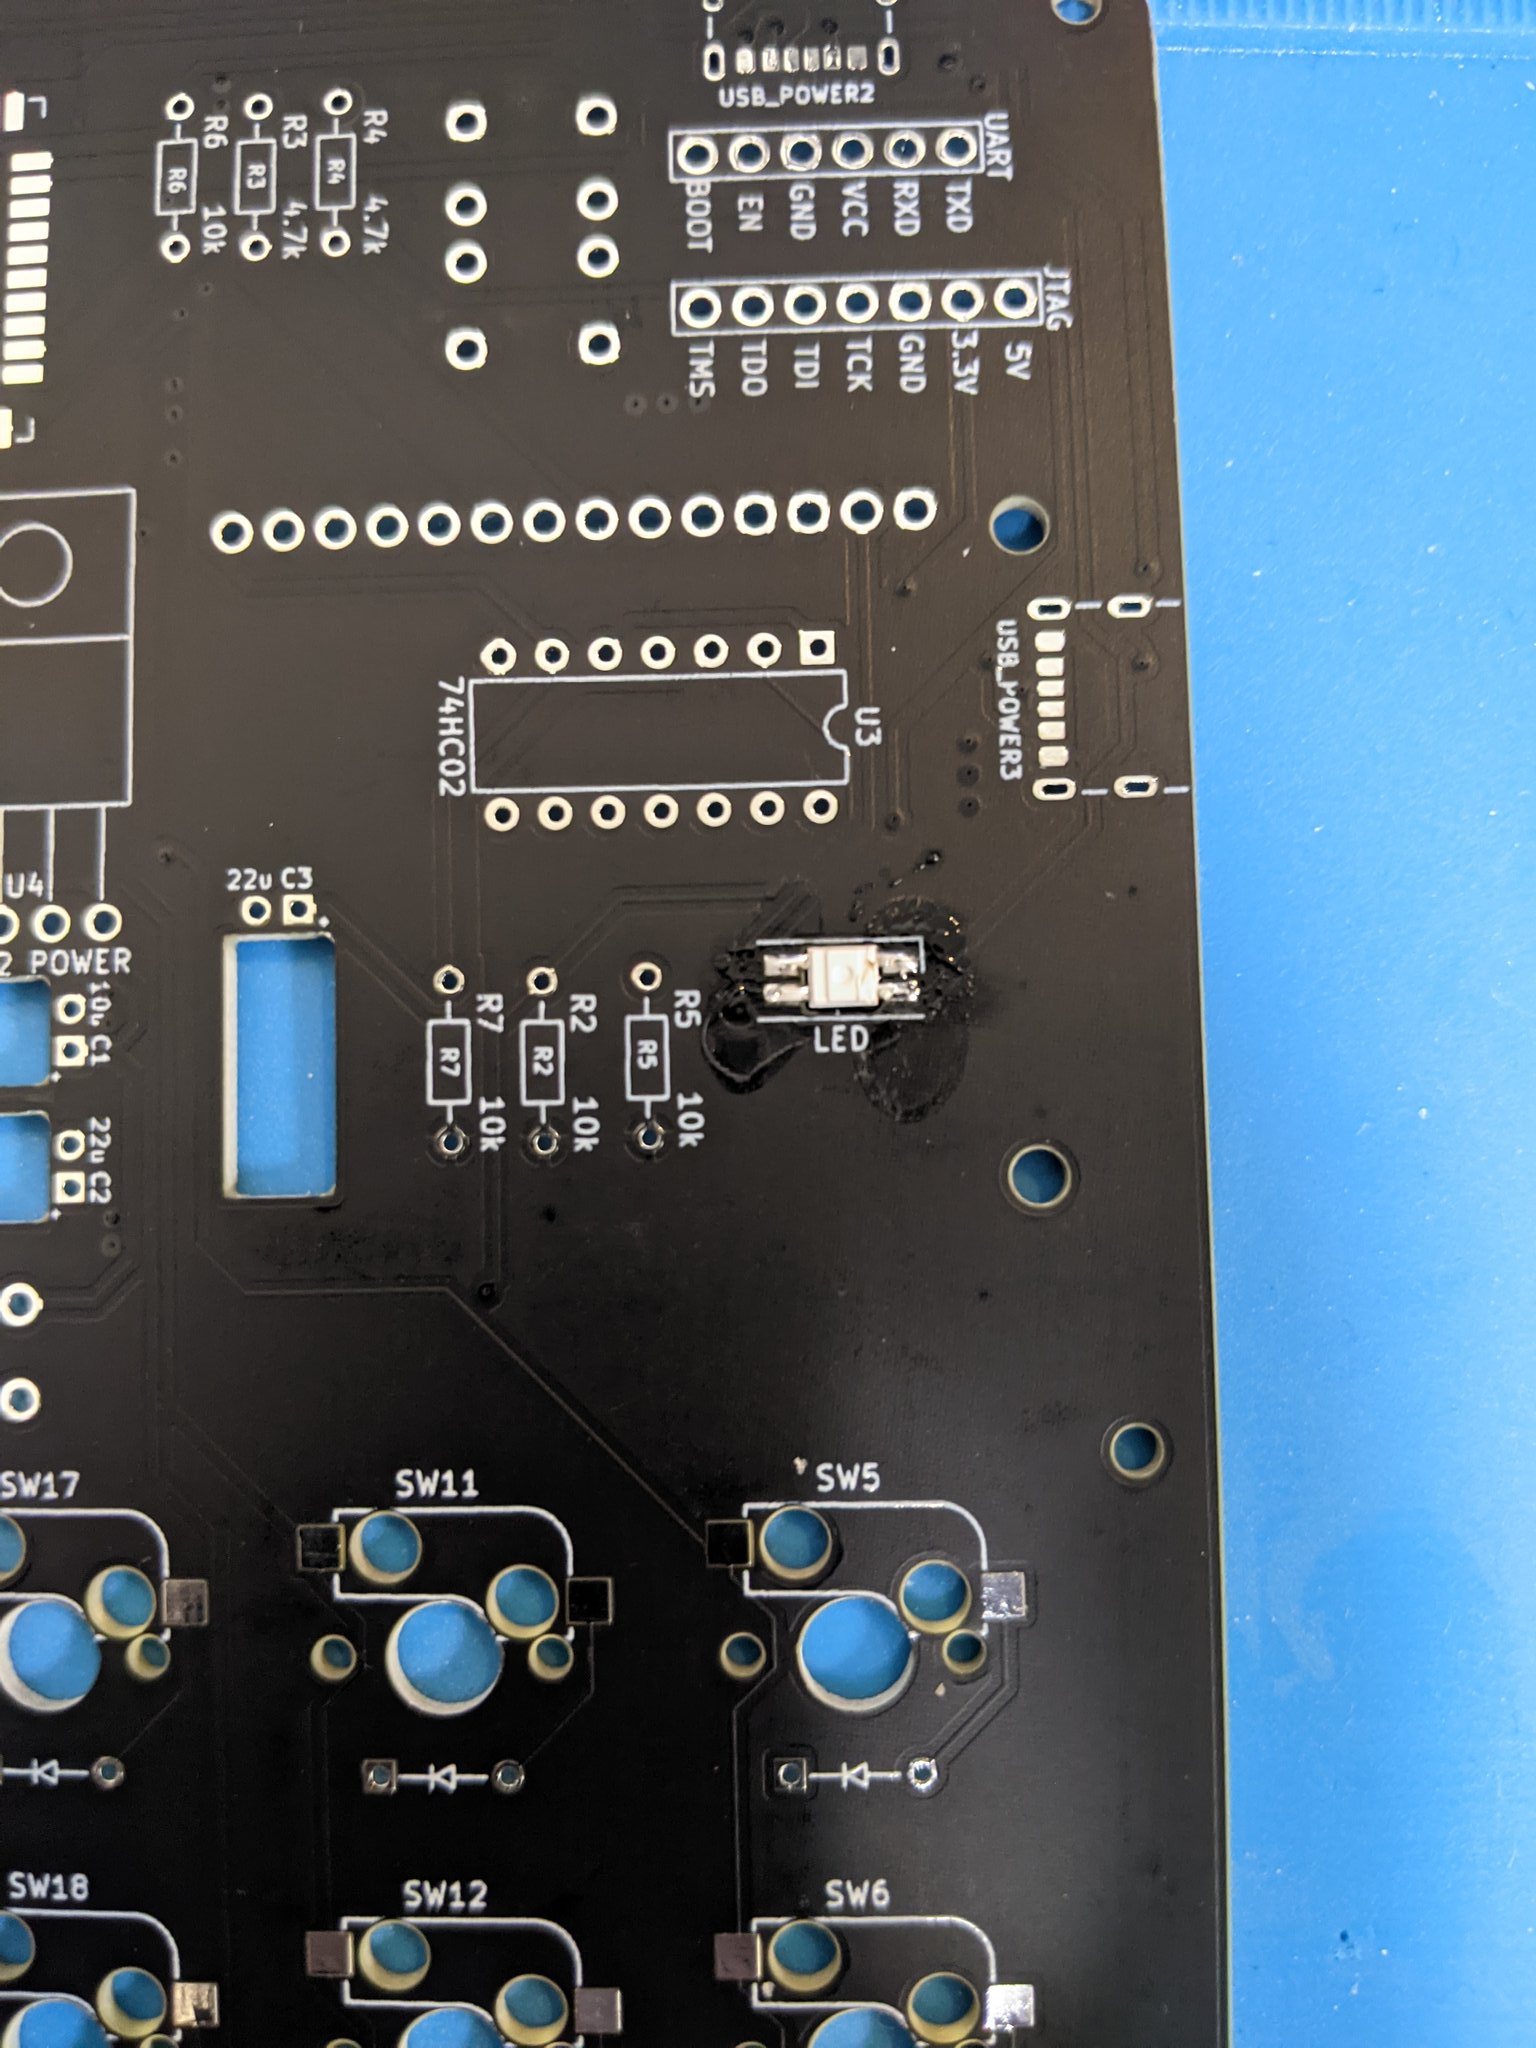 USB_POWER2
UART
BOOT
EN
GND
VCC
RXD
TXD
R6
R6
10k
R3
R3
4.7k
R4
R4
4.7k
JTAG
TMS
TDO
TDI
TCK
GND
3.3V
5V
USB_POWER3
U3
74HC02
U4
22u C3
2 POWER
10u C1
22u C2
R7
R7
10k
R2
R2
10k
R5
R5
10k
LED
SW17
SW11
SW5
SW18
SW12
SW6